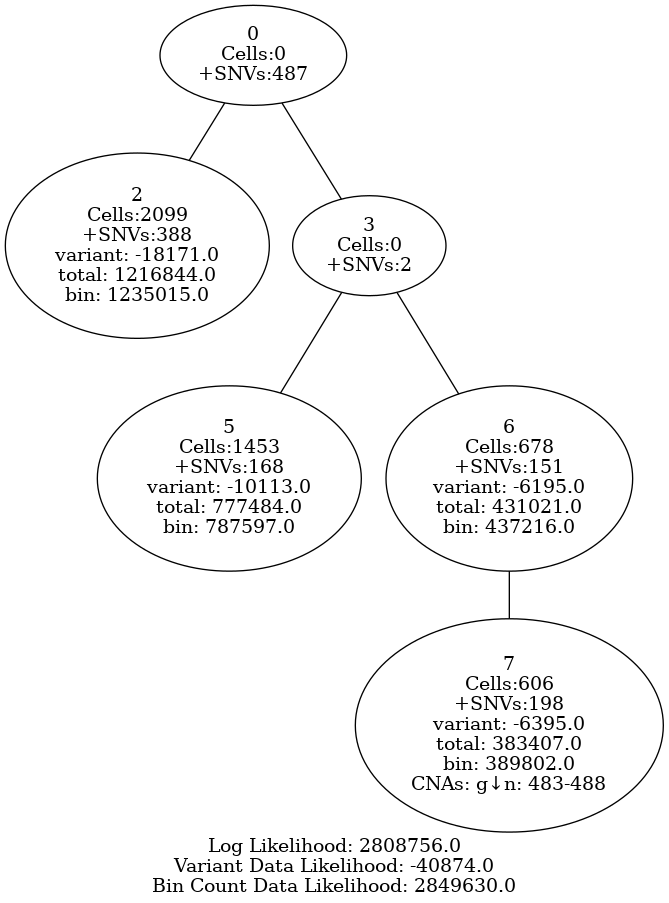 0
Cells:0
+SNVs:487
2
Cells:2099
+SNVs:388
variant: -18171.0
total: 1216844.0
bin: 1235015.0
3
Cells:0
+SNVs:2
5
Cells:1453
+SNVs:168
variant: -10113.0
total: 777484.0
bin: 787597.0
6
Cells:678
+SNVs:151
variant: -6195.0
total: 431021.0
bin: 437216.0
7
Cells:606
+SNVs:198
variant: -6395.0
total: 383407.0
bin: 389802.0
CNAs: g↓n: 483-488
Log Likelihood: 2808756.0
Variant Data Likelihood: -40874.0
Bin Count Data Likelihood: 2849630.0